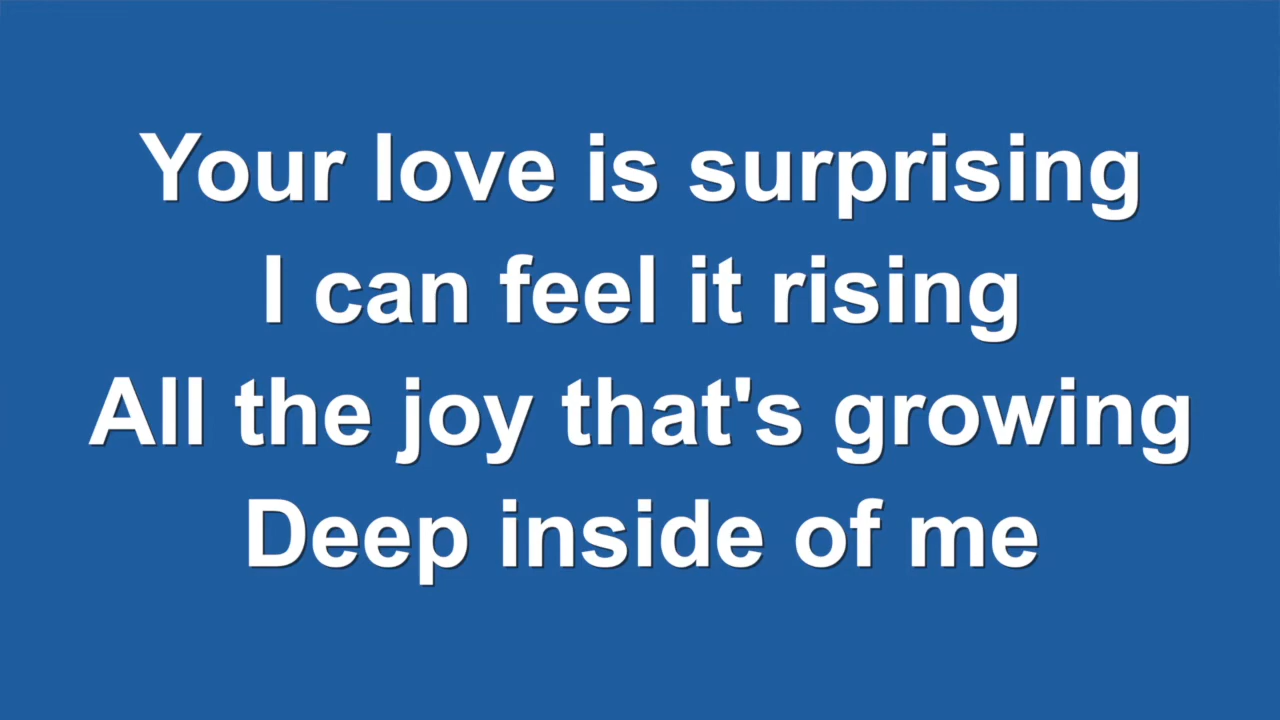 Your love is surprising
I can feel it rising
All the joy that's growing
Deep inside of me